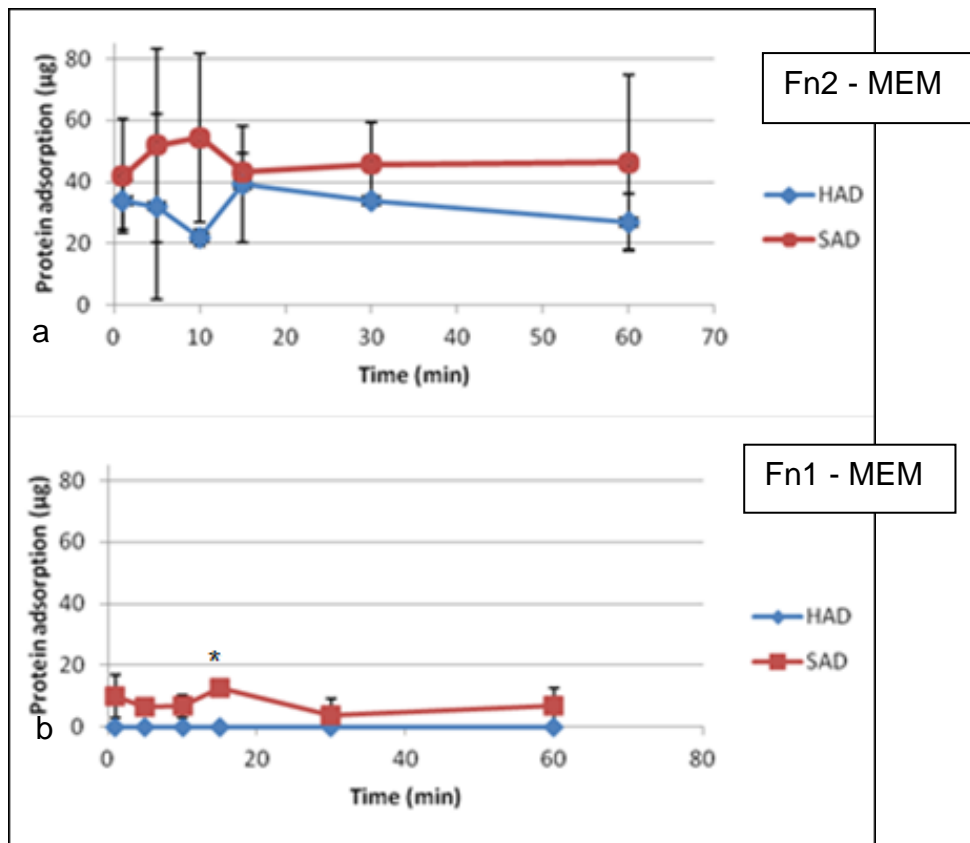 Fn2 - MEM
Protein adsorption (µg)
80
60
40
20
0
0 10 20 30 40 50 60 70
Time (min)
HAD
SAD
a
Fn1 - MEM
Protein adsorption (µg)
80
60
40
20
0
*
0 20 40 60 80
Time (min)
HAD
SAD
b